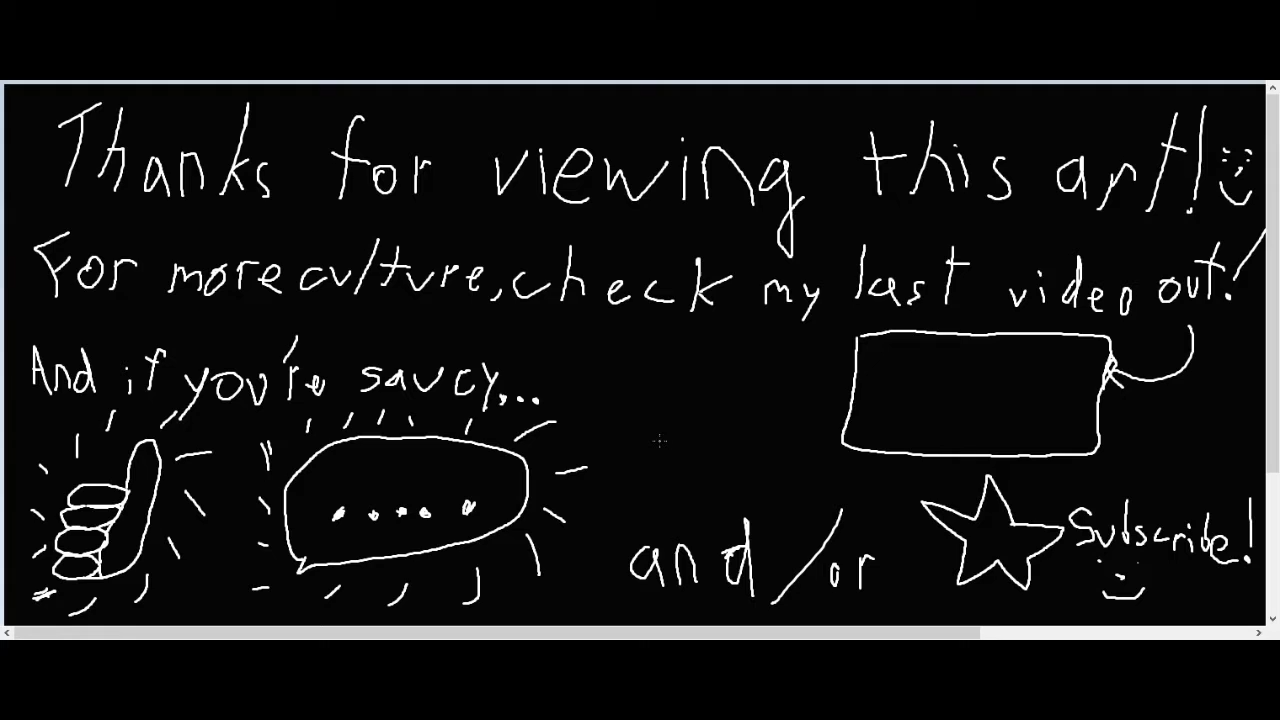 Thanks for viewing this art!
For more culture, check my last video out!
And if you're saucy...
.....
and/or
Subscribe!